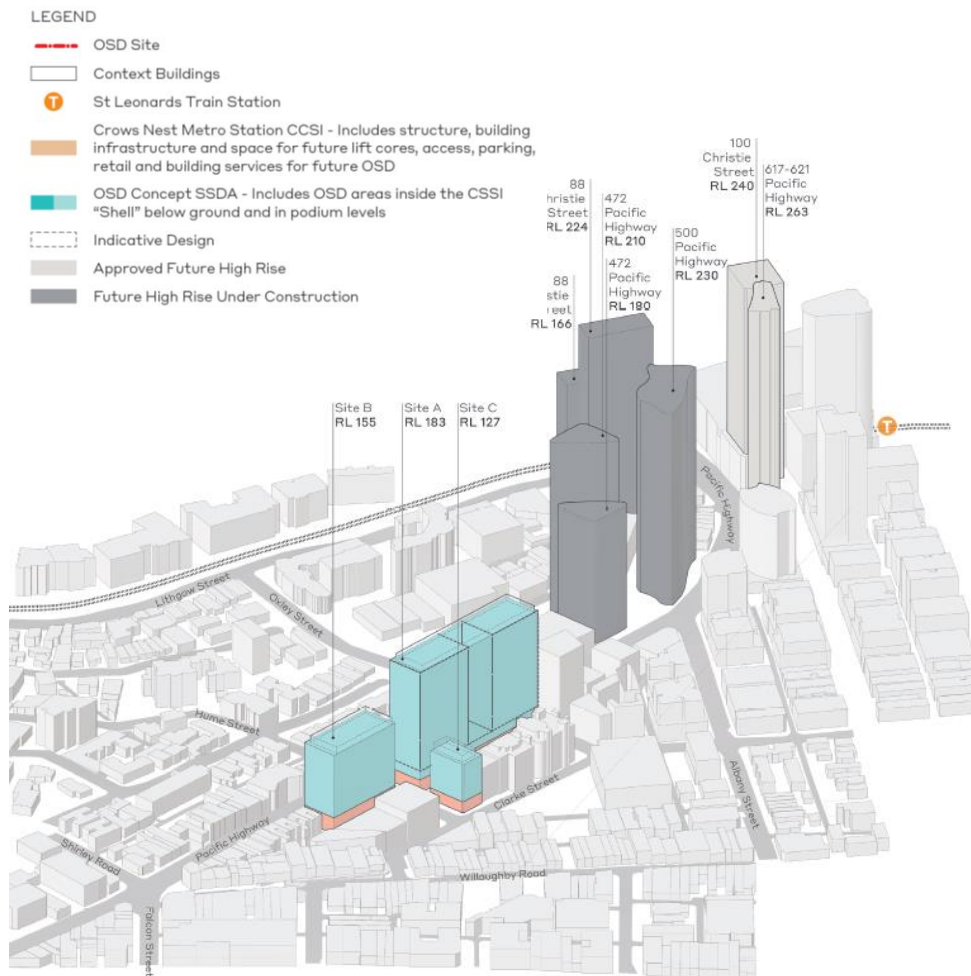 LEGEND
OSD Site
Context Buildings
T
St Leonards Train Station
Crows Nest Metro Station CCSI - Includes structure, building
infrastructure and space for future lift cores, access, parking,
retail and building services for future OSD
OSD Concept SSDA - Includes OSD areas inside the CSSI
"Shell" below ground and in podium levels
Indicative Design
Approved Future High Rise
Future High Rise Under Construction
100
Christie
Street
RL 240
617-621
Pacific
Highway
RL 263
88
hristie
Street
RL 224
472
Pacific
Highway
RL 210
500
Pacific
Highway
RL 230
472
Pacific
Highway
RL 180
88
stie
eet
RL 166
Site B
RL 155
Site A
RL 183
Site C
RL 127
T
Pacific Highway
Lithgow Street
Oxley Street
Hume Street
Clarke Street
Albany Street
Pacific Highway
Shirley Road
Willoughby Road
Falcon Street